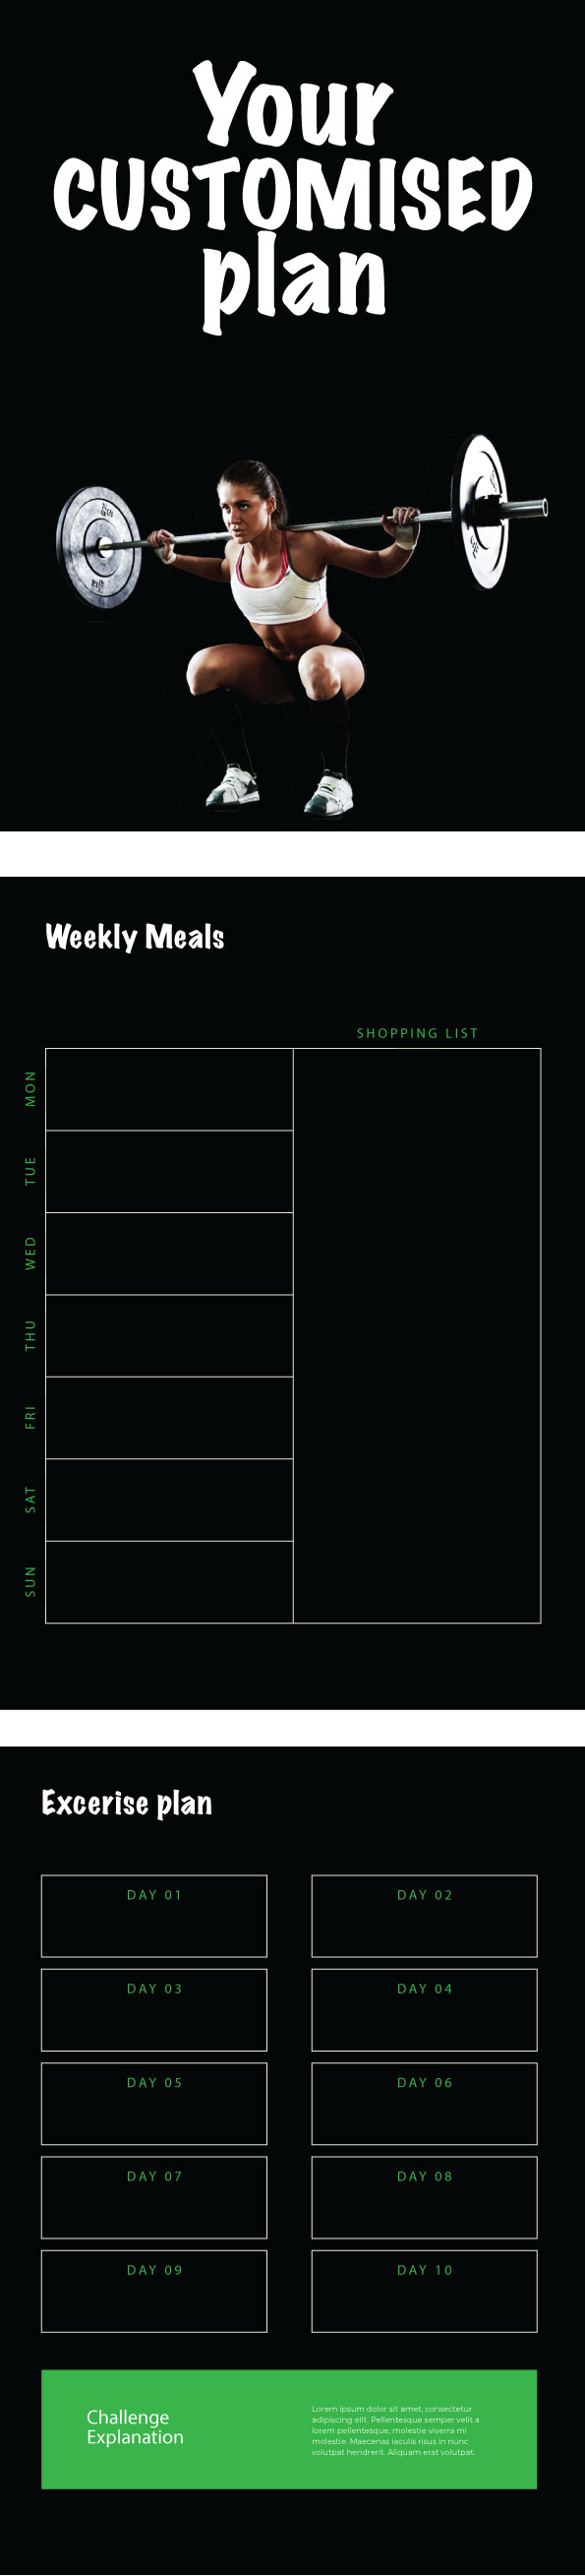 Your
CUSTOMISED
plan
Weekly Meals
SHOPPING LIST
MON
TUE
WED
THU
FRI
SAT
SUN
Excerise plan
DAY 01
DAY 02
DAY 03
DAY 04
DAY 05
DAY 06
DAY 07
DAY 08
DAY 09
DAY 10
Challenge
Explanation
Lorem ipsum dolor sit amet, consectetur
adipiscing elit. Pellentesque semper velit a
lorem pellentesque, molestie viverra mi
molestie. Maecenas iaculis risus in nunc
volutpat hendrerit. Aliquam erat volutpat.